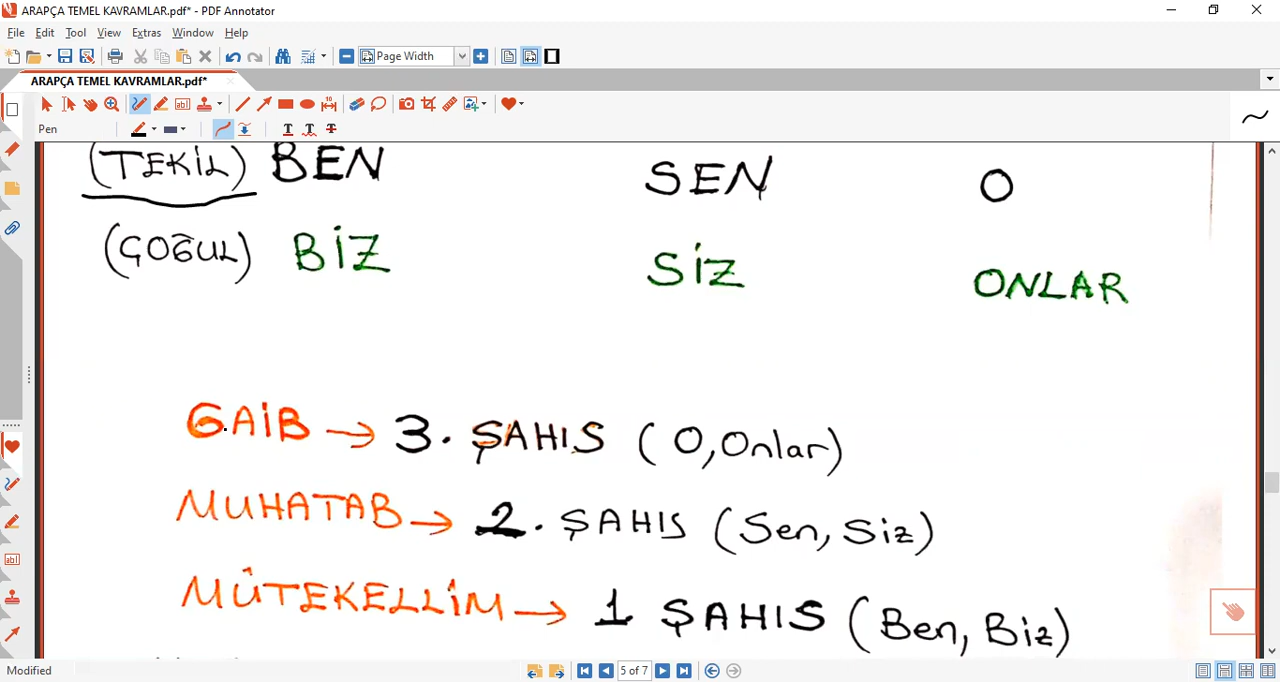 ARAPÇA TEMEL KAVRAMLAR.pdf* - PDF Annotator
File Edit Tool View Extras Window Help
Page Width
ARAPÇA TEMEL KAVRAMLAR.pdf*
Pen
(TEKİL) BEN SEN O
(ÇOĞUL) BİZ SİZ ONLAR
GAİB → 3. ŞAHIS (O, Onlar)
MUHATAB → 2. ŞAHIS (Sen, Siz)
MÜTEKELLİM → 1 ŞAHIS (Ben, Biz)
Modified 5 of 7